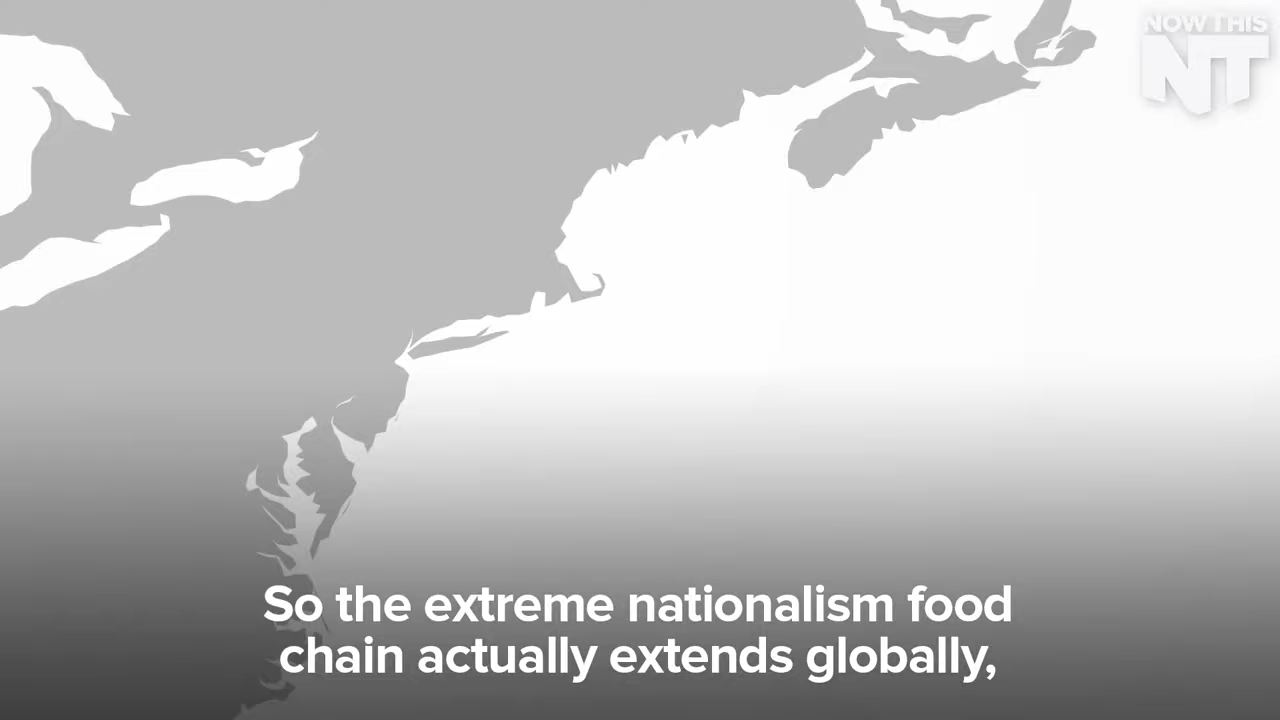 NOW THIS
NT
So the extreme nationalism food
chain actually extends globally,